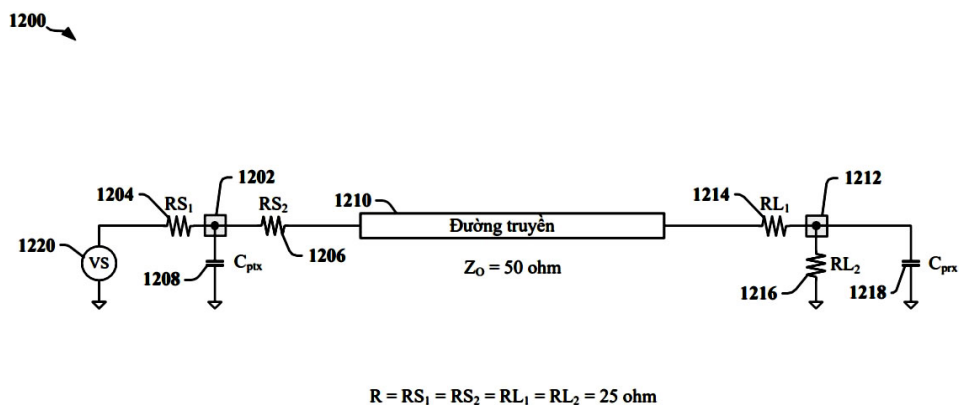 1200
1204
RS₁
1202
RS₂
1210
Đường truyền
1214
RL₁
1212
1220
VS
1208
Cₚₜₓ
1206
Z_O = 50 ohm
1216
RL₂
1218
Cₚᵣₓ
R = RS₁ = RS₂ = RL₁ = RL₂ = 25 ohm